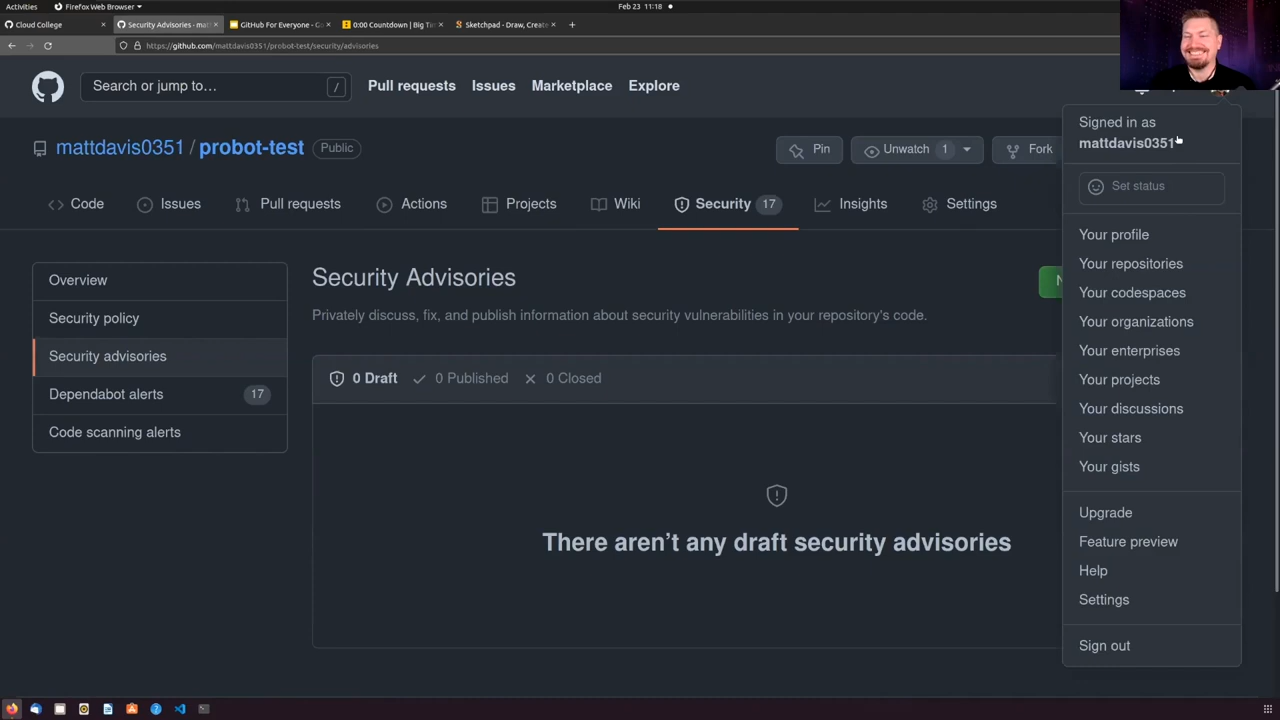 Activities
Firefox Web Browser
Feb 23 11:18
Cloud College
Security Advisories · mat
GitHub For Everyone - G
0:00 Countdown | Big Ti
Sketchpad - Draw, Create
https://github.com/mattdavis0351/probot-test/security/advisories
Search or jump to…
/
Pull requests
Issues
Marketplace
Explore
mattdavis0351 / probot-test
Public
Pin
Unwatch 1
Fork
Code
Issues
Pull requests
Actions
Projects
Wiki
Security 17
Insights
Settings
Overview
Security policy
Security advisories
Dependabot alerts 17
Code scanning alerts
Security Advisories
N
Privately discuss, fix, and publish information about security vulnerabilities in your repository's code.
0 Draft
0 Published
0 Closed
There aren't any draft security advisories
Signed in as
mattdavis0351
Set status
Your profile
Your repositories
Your codespaces
Your organizations
Your enterprises
Your projects
Your discussions
Your stars
Your gists
Upgrade
Feature preview
Help
Settings
Sign out